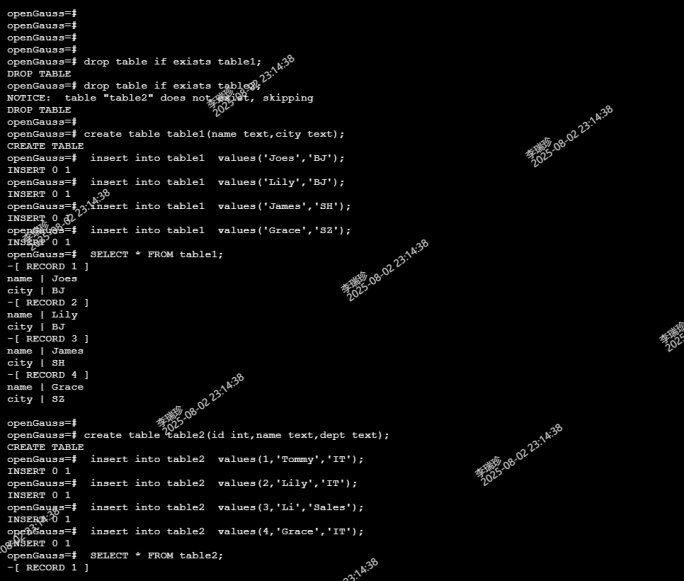 openGauss=#
openGauss=#
openGauss=#
openGauss=#
openGauss=# drop table if exists table1;
DROP TABLE
openGauss=# drop table if exists table2;
NOTICE:  table "table2" does not exist, skipping
DROP TABLE
openGauss=#
openGauss=# create table table1(name text,city text);
CREATE TABLE
openGauss=#  insert into table1  values('Joes','BJ');
INSERT 0 1
openGauss=#  insert into table1  values('Lily','BJ');
INSERT 0 1
openGauss=#  insert into table1  values('James','SH');
INSERT 0 1
openGauss=#  insert into table1  values('Grace','SZ');
INSERT 0 1
openGauss=#  SELECT * FROM table1;
-[ RECORD 1 ]
name | Joes
city | BJ
-[ RECORD 2 ]
name | Lily
city | BJ
-[ RECORD 3 ]
name | James
city | SH
-[ RECORD 4 ]
name | Grace
city | SZ
openGauss=#
openGauss=# create table table2(id int,name text,dept text);
CREATE TABLE
openGauss=#  insert into table2  values(1,'Tommy','IT');
INSERT 0 1
openGauss=#  insert into table2  values(2,'Lily','IT');
INSERT 0 1
openGauss=#  insert into table2  values(3,'Li','Sales');
INSERT 0 1
openGauss=#  insert into table2  values(4,'Grace','IT');
INSERT 0 1
openGauss=#  SELECT * FROM table2;
-[ RECORD 1 ]
李瑞珍
2025-08-02 23:14:38
李瑞珍
2025-08-02 23:14:38
李瑞珍
2025-08-02 23:14:38
李瑞珍
2025-08-02 23:14:38
李瑞珍
李瑞珍
2025-08-02 23:14:38
李瑞珍
2025-08-02 23:14:38